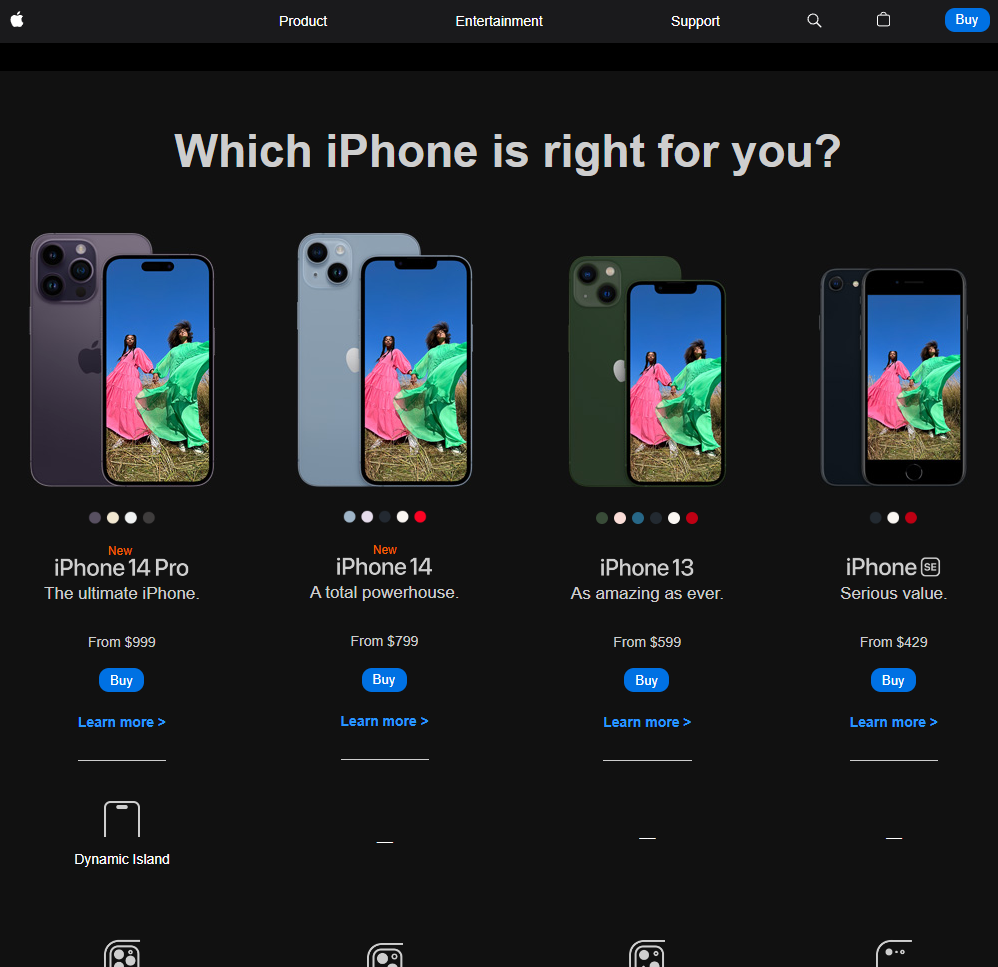 Product Entertainment Support Buy
Which iPhone is right for you?
New New
iPhone 14 Pro iPhone 14 iPhone 13 iPhone SE
The ultimate iPhone. A total powerhouse. As amazing as ever. Serious value.
From $999 From $799 From $599 From $429
Buy Buy Buy Buy
Learn more > Learn more > Learn more > Learn more >
— — —
Dynamic Island